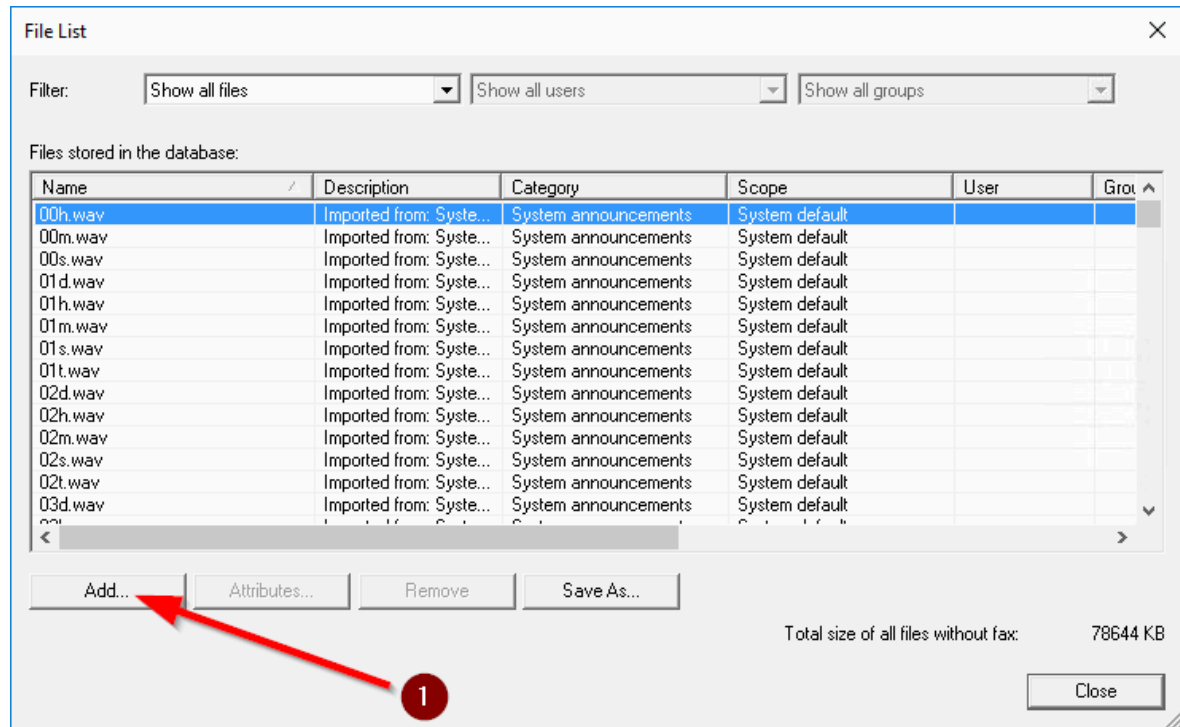 File List
Filter: Show all files Show all users Show all groups
Files stored in the database:
Name Description Category Scope User Grou
00h.wav Imported from: Syste... System announcements System default
00m.wav Imported from: Syste... System announcements System default
00s.wav Imported from: Syste... System announcements System default
01d.wav Imported from: Syste... System announcements System default
01h.wav Imported from: Syste... System announcements System default
01m.wav Imported from: Syste... System announcements System default
01s.wav Imported from: Syste... System announcements System default
01t.wav Imported from: Syste... System announcements System default
02d.wav Imported from: Syste... System announcements System default
02h.wav Imported from: Syste... System announcements System default
02m.wav Imported from: Syste... System announcements System default
02s.wav Imported from: Syste... System announcements System default
02t.wav Imported from: Syste... System announcements System default
03d.wav Imported from: Syste... System announcements System default
Add... Attributes... Remove Save As...
Total size of all files without fax: 78644 KB
1
Close